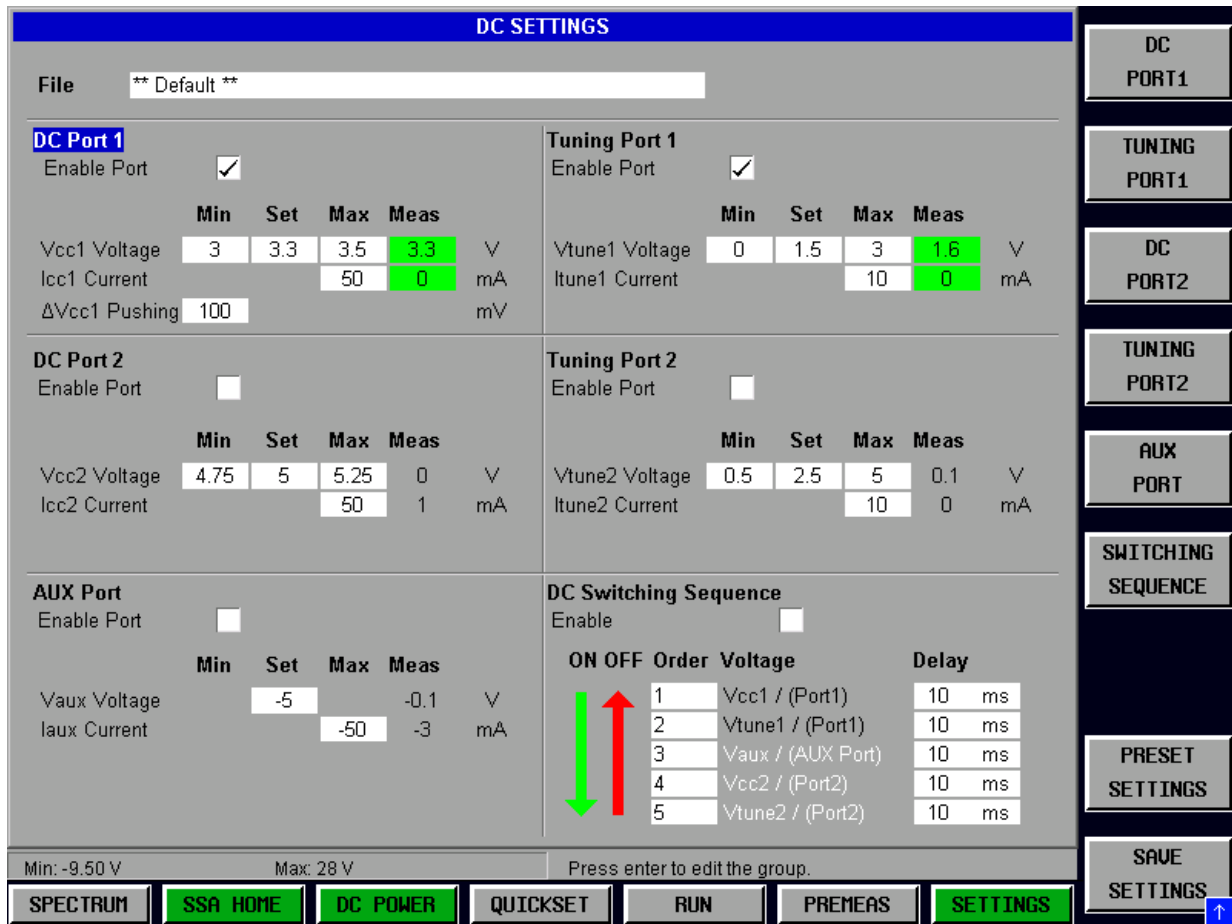 DC SETTINGS
File ** Default **
DC Port 1
Enable Port
Min Set Max Meas
Vcc1 Voltage 3 3.3 3.5 3.3 V
Icc1 Current 50 0 mA
ΔVcc1 Pushing 100 mV
Tuning Port 1
Enable Port
Min Set Max Meas
Vtune1 Voltage 0 1.5 3 1.6 V
Itune1 Current 10 0 mA
DC Port 2
Enable Port
Min Set Max Meas
Vcc2 Voltage 4.75 5 5.25 0 V
Icc2 Current 50 1 mA
Tuning Port 2
Enable Port
Min Set Max Meas
Vtune2 Voltage 0.5 2.5 5 0.1 V
Itune2 Current 10 0 mA
AUX Port
Enable Port
Min Set Max Meas
Vaux Voltage -5 -0.1 V
Iaux Current -50 -3 mA
DC Switching Sequence
Enable
ON OFF Order Voltage Delay
1 Vcc1 / (Port1) 10 ms
2 Vtune1 / (Port1) 10 ms
3 Vaux / (AUX Port) 10 ms
4 Vcc2 / (Port2) 10 ms
5 Vtune2 / (Port2) 10 ms
Min: -9.50 V Max: 28 V Press enter to edit the group.
SPECTRUM SSA HOME DC POWER QUICKSET RUN PREMEAS SETTINGS
DC
PORT1
TUNING
PORT1
DC
PORT2
TUNING
PORT2
AUX
PORT
SWITCHING
SEQUENCE
PRESET
SETTINGS
SAVE
SETTINGS